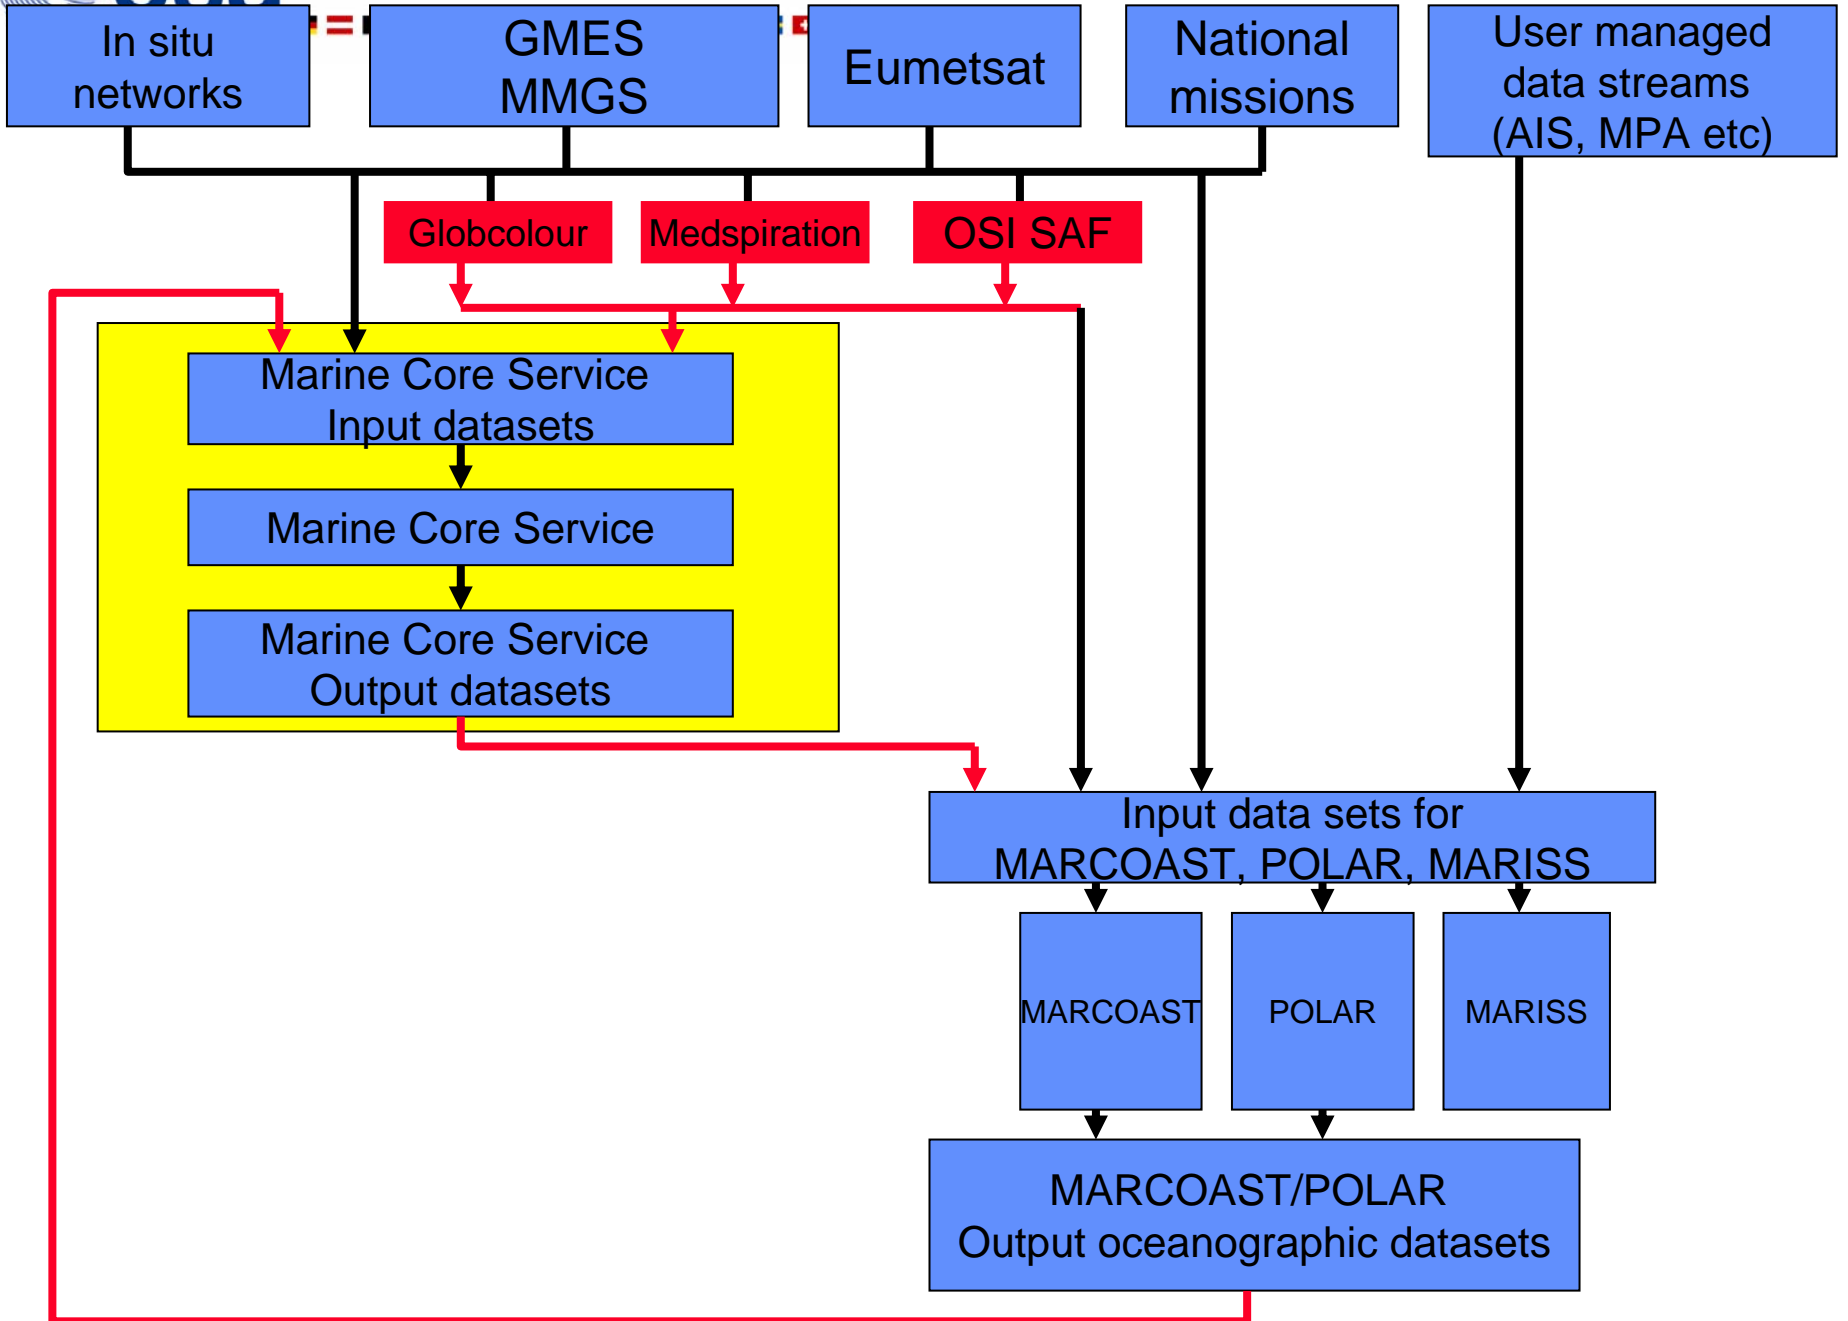 In situ
networks
GMES
MMGS
Eumetsat
National
missions
User managed
data streams
(AIS, MPA etc)
Globcolour
Medspiration
OSI SAF
Marine Core Service
Input datasets
Marine Core Service
Marine Core Service
Output datasets
Input data sets for
MARCOAST, POLAR, MARISS
MARCOAST
POLAR
MARISS
MARCOAST/POLAR
Output oceanographic datasets